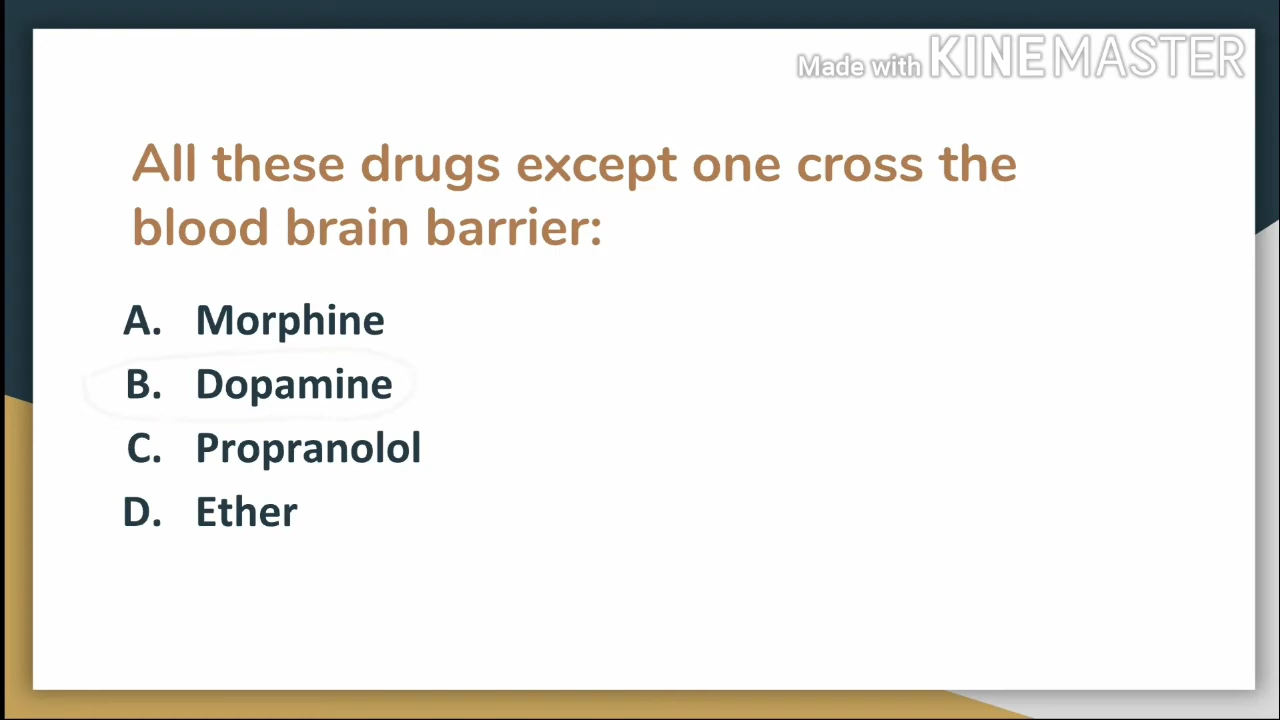 Made with KINEMASTER
All these drugs except one cross the
blood brain barrier:
A. Morphine
B. Dopamine
C. Propranolol
D. Ether